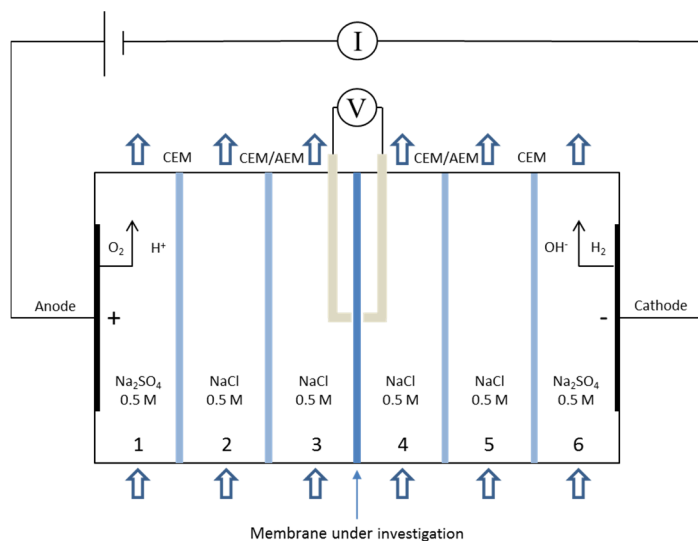 I
V
CEM
CEM/AEM
CEM/AEM
CEM
O₂
H⁺
OH⁻
H₂
Anode
+
-
Cathode
Na₂SO₄
0.5 M
NaCl
0.5 M
NaCl
0.5 M
NaCl
0.5 M
NaCl
0.5 M
Na₂SO₄
0.5 M
1
2
3
4
5
6
Membrane under investigation